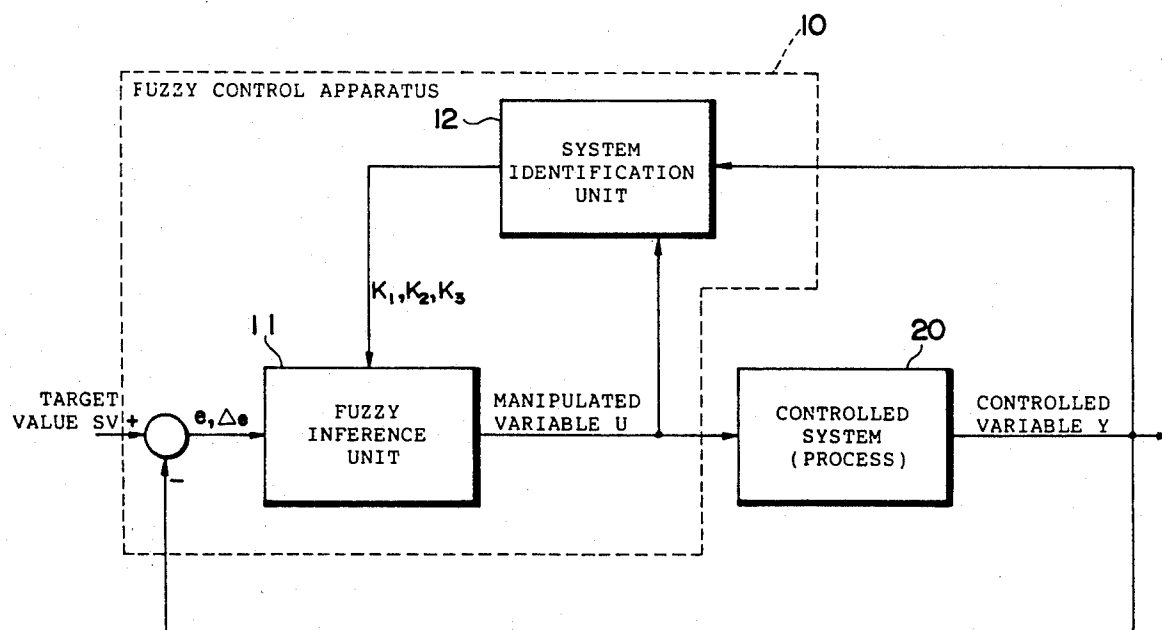 10
FUZZY CONTROL APPARATUS
12
SYSTEM
IDENTIFICATION
UNIT
K₁,K₂,K₃
11
20
TARGET
VALUE SV
+
-
e,Δe
FUZZY
INFERENCE
UNIT
MANIPULATED
VARIABLE U
CONTROLLED
SYSTEM
(PROCESS)
CONTROLLED
VARIABLE Y